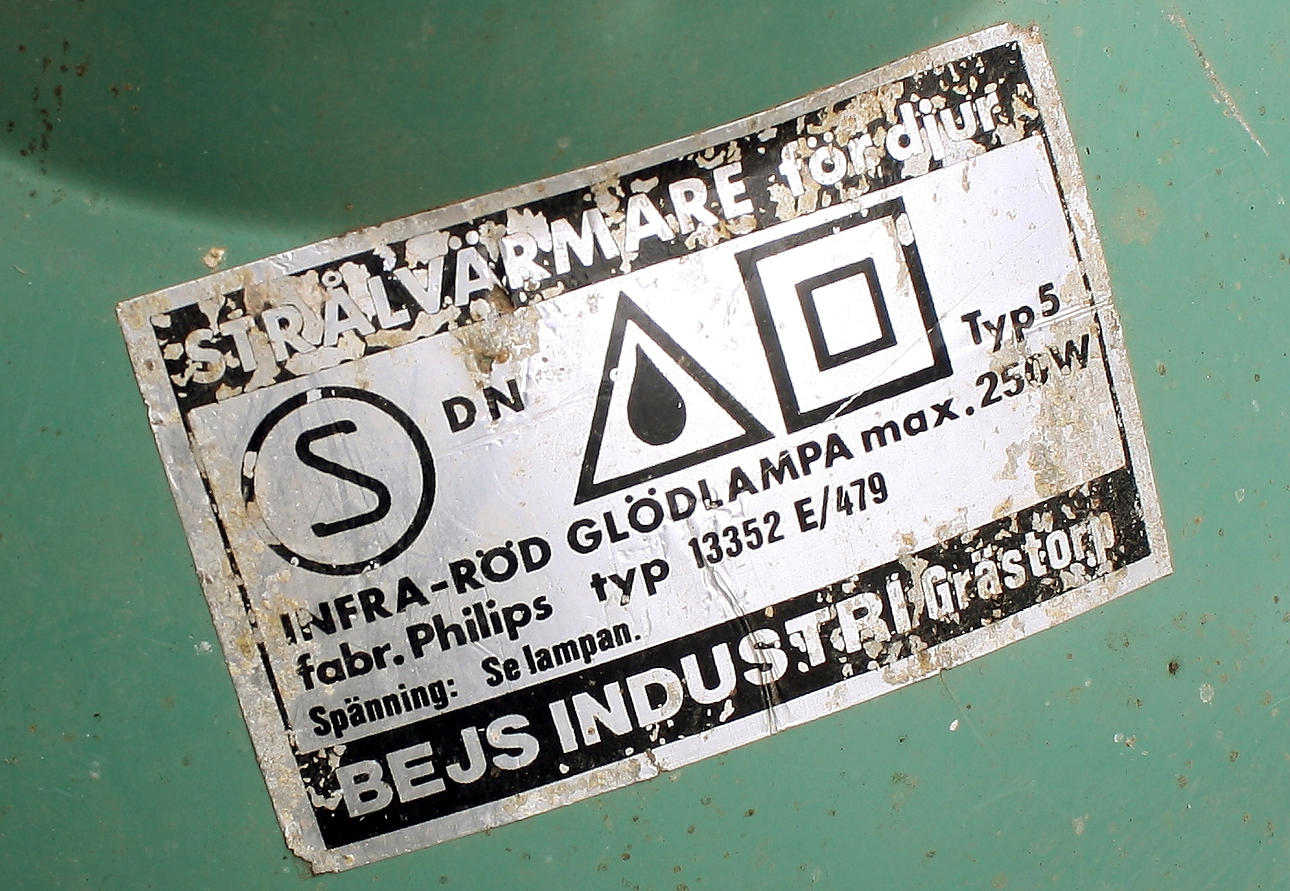 STRÅLVÄRMARE för djur
S DN
Typ 5
INFRA-RÖD GLÖDLAMPA max. 250W
fabr. Philips typ 13352 E/479
Spänning: Se lampan.
BEJS INDUSTRI Grästorp